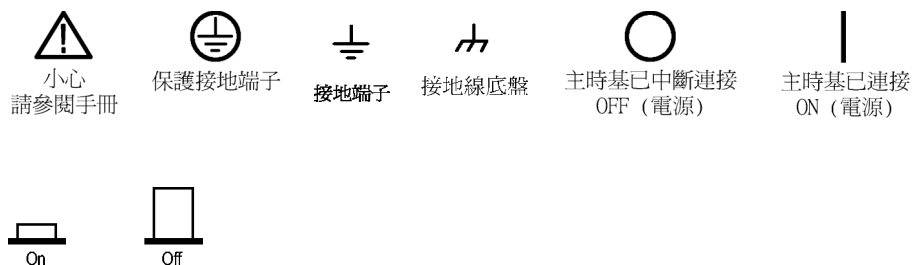 小心
請參閱手冊
保護接地端子
接地端子
接地線底盤
主時基已中斷連接
OFF (電源)
主時基已連接
ON (電源)
On
Off